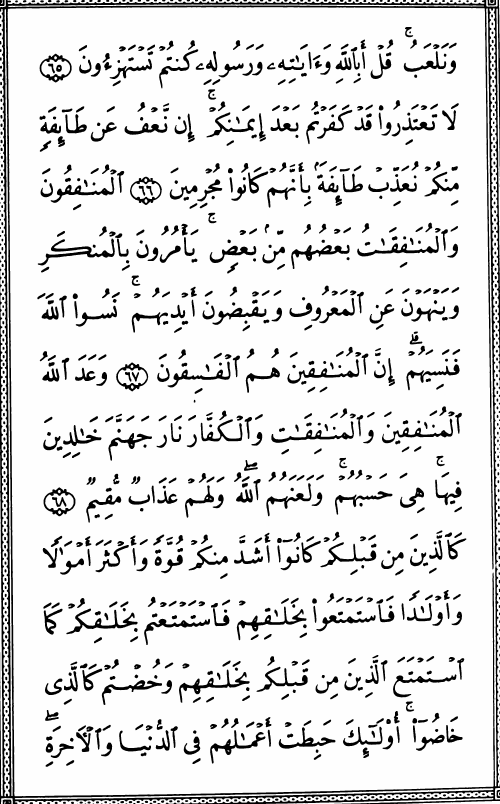 وَنَلْعَبُ ۚ قُلْ أَبِٱللَّهِ وَءَايَـٰتِهِۦ وَرَسُولِهِۦ كُنتُمْ تَسْتَهْزِءُونَ ٦٥
لَا تَعْتَذِرُوا۟ قَدْ كَفَرْتُم بَعْدَ إِيمَـٰنِكُمْ ۚ إِن نَّعْفُ عَن طَآئِفَةٍ
مِّنكُمْ نُعَذِّبْ طَآئِفَةًۢ بِأَنَّهُمْ كَانُوا۟ مُجْرِمِينَ ٦٦ ٱلْمُنَـٰفِقُونَ
وَٱلْمُنَـٰفِقَـٰتُ بَعْضُهُم مِّنۢ بَعْضٍ ۚ يَأْمُرُونَ بِٱلْمُنكَرِ
وَيَنْهَوْنَ عَنِ ٱلْمَعْرُوفِ وَيَقْبِضُونَ أَيْدِيَهُمْ ۚ نَسُوا۟ ٱللَّهَ
فَنَسِيَهُمْ ۗ إِنَّ ٱلْمُنَـٰفِقِينَ هُمُ ٱلْفَـٰسِقُونَ ٦٧ وَعَدَ ٱللَّهُ
ٱلْمُنَـٰفِقِينَ وَٱلْمُنَـٰفِقَـٰتِ وَٱلْكُفَّارَ نَارَ جَهَنَّمَ خَـٰلِدِينَ
فِيهَا ۚ هِىَ حَسْبُهُمْ ۚ وَلَعَنَهُمُ ٱللَّهُ ۖ وَلَهُمْ عَذَابٌ مُّقِيمٌ ٦٨
كَٱلَّذِينَ مِن قَبْلِكُمْ كَانُوٓا۟ أَشَدَّ مِنكُمْ قُوَّةً وَأَكْثَرَ أَمْوَٰلًا
وَأَوْلَـٰدًا فَٱسْتَمْتَعُوا۟ بِخَلَـٰقِهِمْ فَٱسْتَمْتَعْتُم بِخَلَـٰقِكُمْ كَمَا
ٱسْتَمْتَعَ ٱلَّذِينَ مِن قَبْلِكُم بِخَلَـٰقِهِمْ وَخُضْتُمْ كَٱلَّذِى
خَاضُوٓا۟ ۚ أُو۟لَـٰٓئِكَ حَبِطَتْ أَعْمَـٰلُهُمْ فِى ٱلدُّنْيَا وَٱلْـَٔاخِرَةِ ۖ